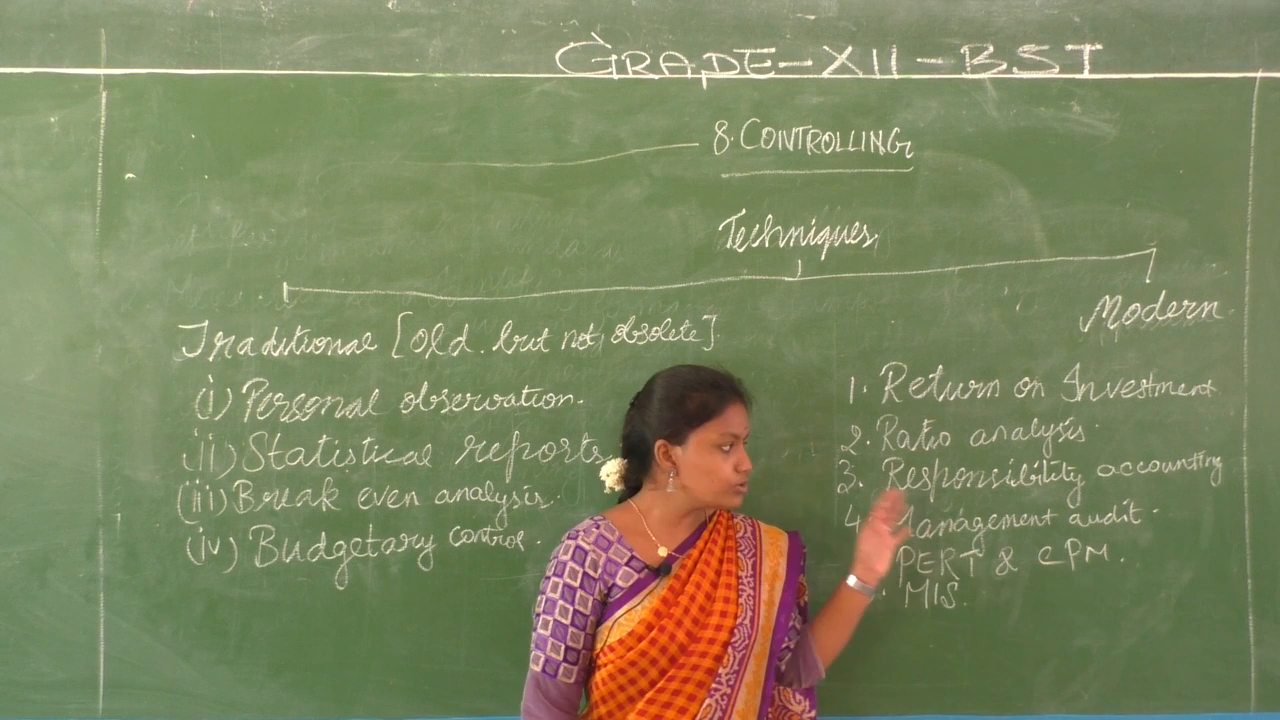 GRADE-XII-BST
8. CONTROLLING
Techniques
Traditional [Old but not obsolete]
(i) Personal observation.
(ii) Statistical reports
(iii) Break even analysis.
(iv) Budgetary control.
Modern
1. Return on Investment
2. Ratio analysis.
3. Responsibility accounting
4 Management audit.
PERT & CPM.
MIS.